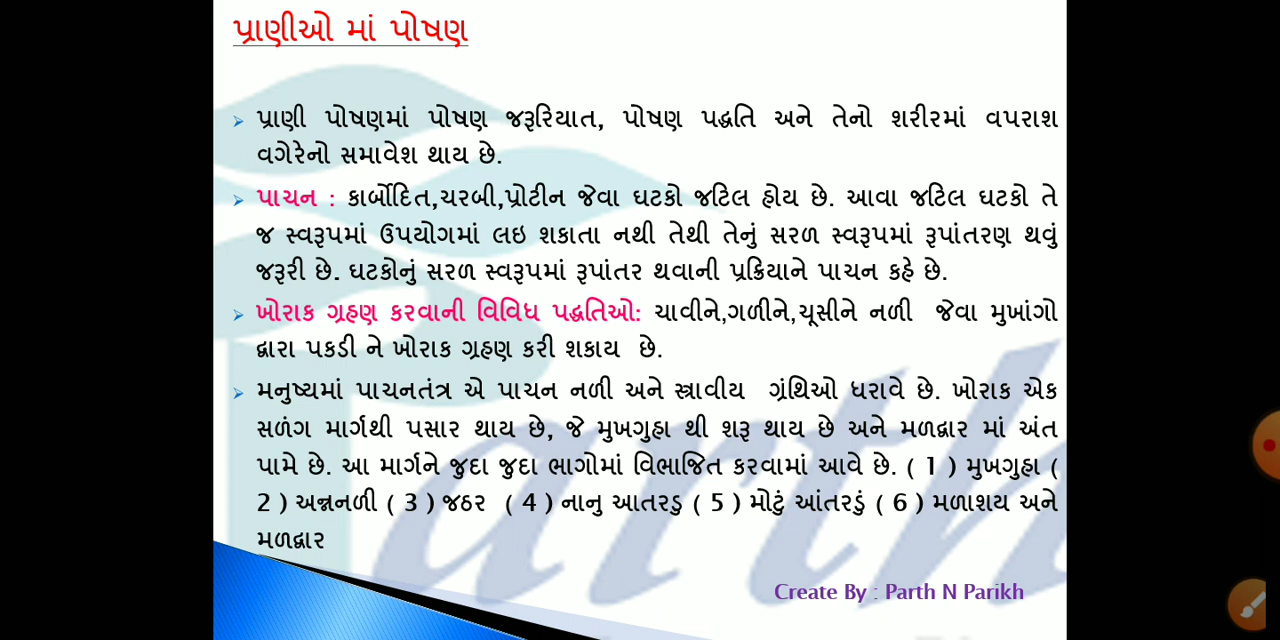 પ્રાણીઓ માં પોષણ
પ્રાણી પોષણમાં પોષણ જરૂરિયાત, પોષણ પદ્ધતિ અને તેનો શરીરમાં વપરાશ
વગેરેનો સમાવેશ થાય છે.
પાચન : કાર્બોદિત,ચરબી,પ્રોટીન જેવા ઘટકો જટિલ હોય છે. આવા જટિલ ઘટકો તે
જ સ્વરૂપમાં ઉપયોગમાં લઇ શકાતા નથી તેથી તેનું સરળ સ્વરૂપમાં રૂપાંતરણ થવું
જરૂરી છે. ઘટકોનું સરળ સ્વરૂપમાં રૂપાંતર થવાની પ્રક્રિયાને પાચન કહે છે.
ખોરાક ગ્રહણ કરવાની વિવિધ પદ્ધતિઓ: ચાવીને,ગળીને,ચૂસીને નળી જેવા મુખાંગો
દ્વારા પકડી ને ખોરાક ગ્રહણ કરી શકાય છે.
મનુષ્યમાં પાચનતંત્ર એ પાચન નળી અને સ્ત્રાવીય ગ્રંથિઓ ધરાવે છે. ખોરાક એક
સળંગ માર્ગથી પસાર થાય છે, જે મુખગુહા થી શરૂ થાય છે અને મળદ્વાર માં અંત
પામે છે. આ માર્ગને જુદા જુદા ભાગોમાં વિભાજિત કરવામાં આવે છે. ( 1 ) મુખગુહા (
2 ) અન્નનળી ( 3 ) જઠર ( 4 ) નાનુ આતરડુ ( 5 ) મોટું આંતરડું ( 6 ) મળાશય અને
મળદ્વાર
arth
Create By : Parth N Parikh